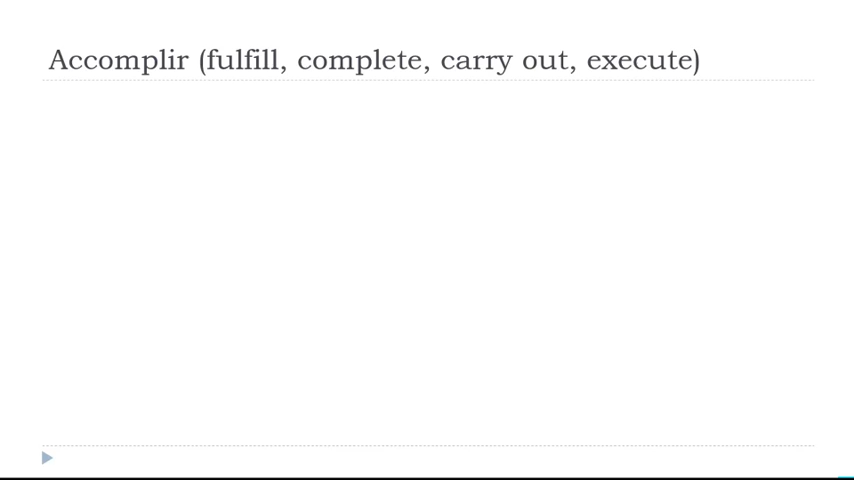 Accomplir (fulfill, complete, carry out, execute)